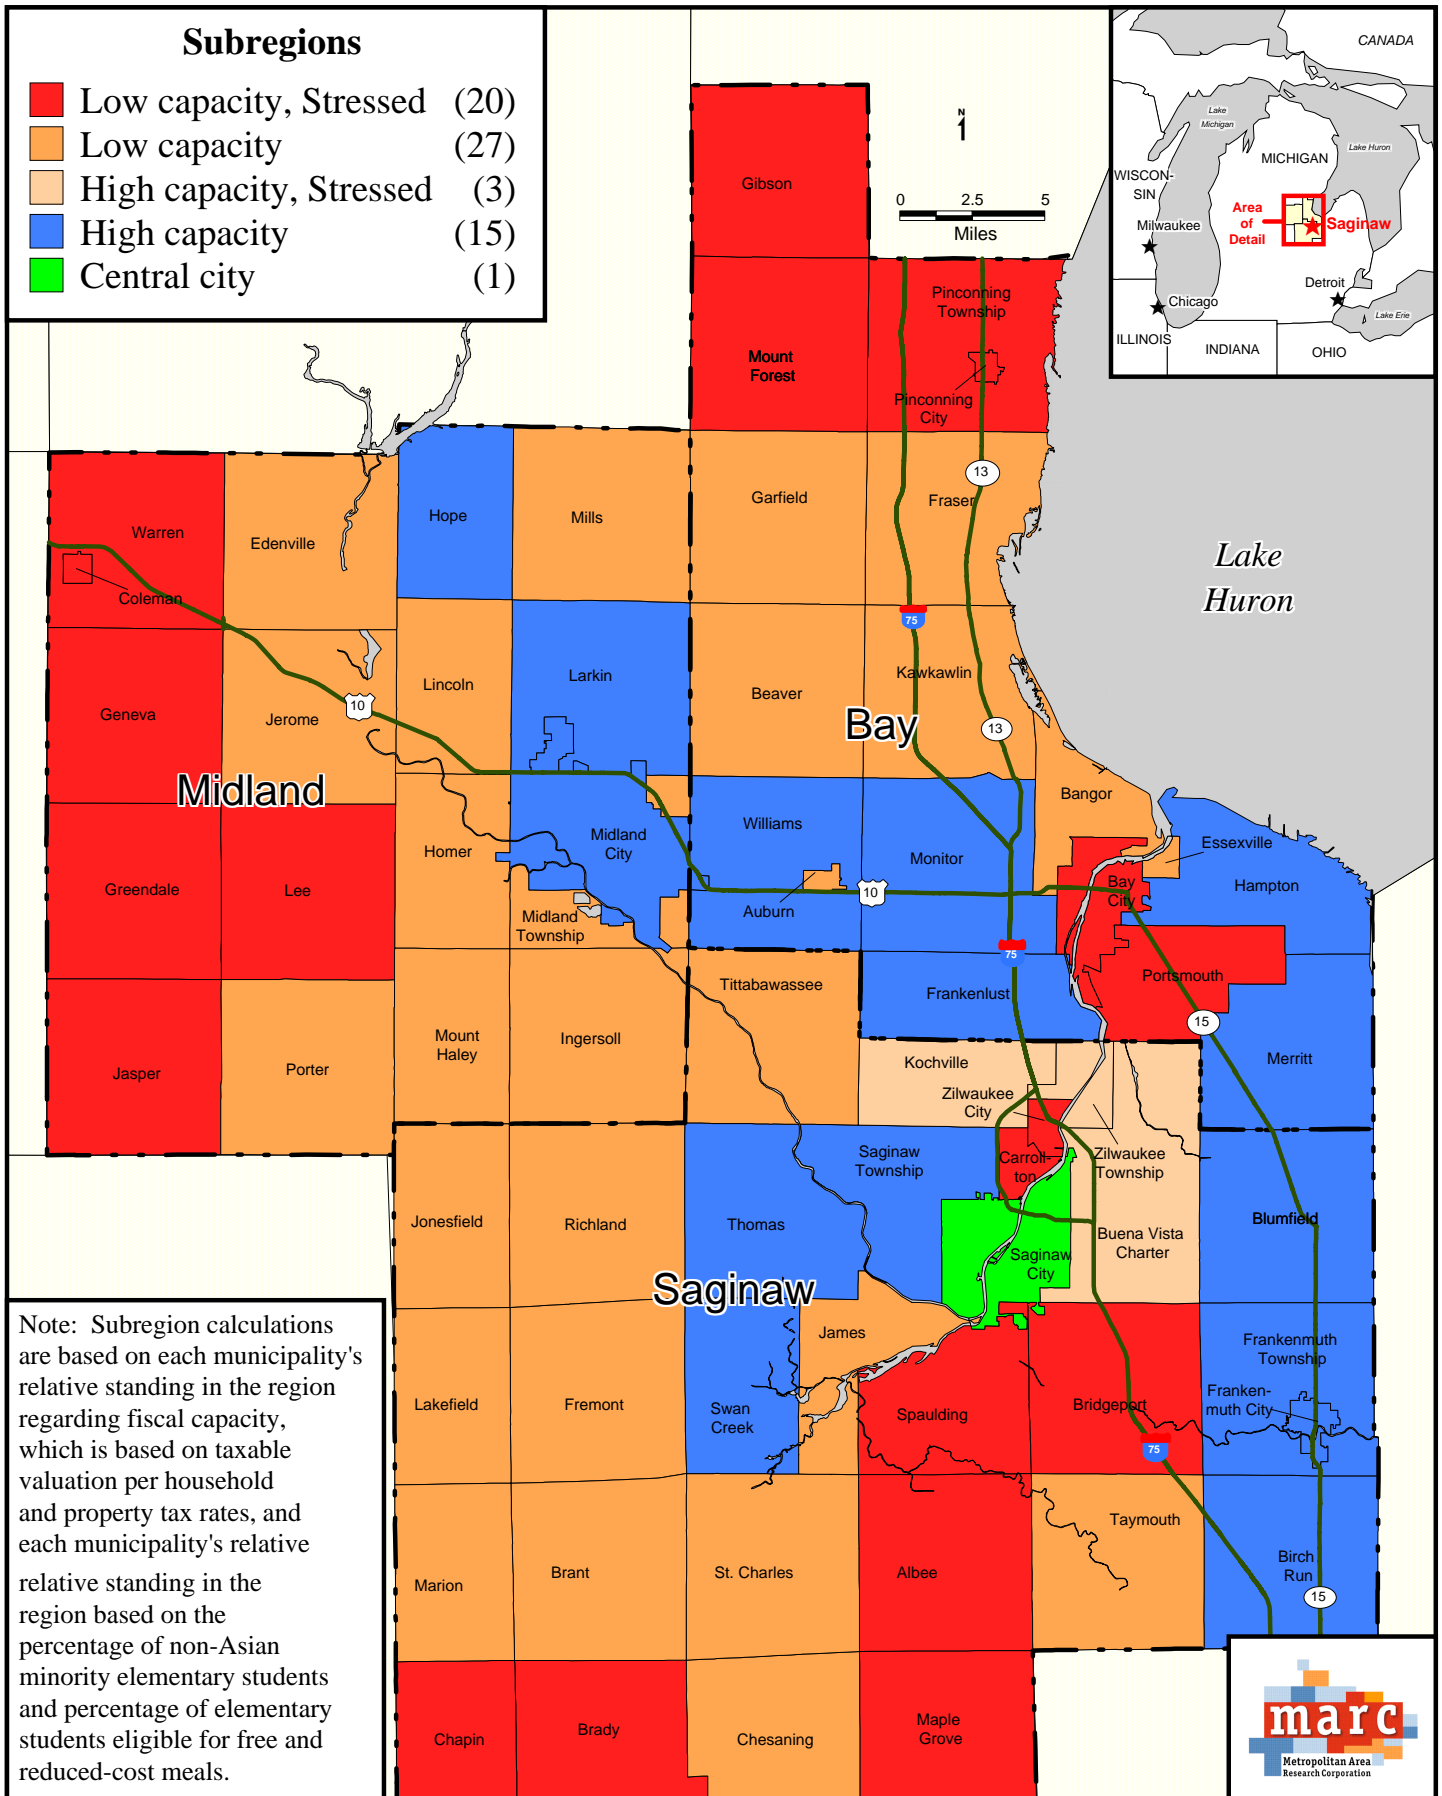 Subregions
Low capacity, Stressed (20)
Low capacity (27)
High capacity, Stressed (3)
High capacity (15)
Central city (1)
N
0 2.5 5
Miles
CANADA
Lake
Michigan
Lake Huron
MICHIGAN
WISCON-
SIN
Milwaukee
Area
of
Detail
Saginaw
Detroit
Chicago
Lake Erie
ILLINOIS
INDIANA
OHIO
Gibson
Pinconning
Township
Mount
Forest
Pinconning
City
13
Garfield
Fraser
Hope
Mills
Warren
Edenville
Coleman
Lake
Huron
75
Kawkawlin
Lincoln
Larkin
Beaver
Geneva
Jerome
10
Bay
13
Midland
Bangor
Williams
Midland
City
Homer
Monitor
Essexville
Hampton
Greendale
Lee
Auburn
10
Bay
City
Midland
Township
75
Portsmouth
Tittabawassee
Frankenlust
15
Mount
Haley
Ingersoll
Kochville
Merritt
Jasper
Porter
Zilwaukee
City
Saginaw
Township
Carroll-
ton
Zilwaukee
Township
Jonesfield
Richland
Thomas
Blumfield
Buena Vista
Charter
Saginaw
City
Saginaw
James
Frankenmuth
Township
Lakefield
Fremont
Swan
Creek
Spaulding
Bridgeport
Franken-
muth City
75
Taymouth
Marion
Brant
St. Charles
Albee
Birch
Run
15
Chapin
Brady
Chesaning
Maple
Grove
Note: Subregion calculations
are based on each municipality's
relative standing in the region
regarding fiscal capacity,
which is based on taxable
valuation per household
and property tax rates, and
each municipality's relative
relative standing in the
region based on the
percentage of non-Asian
minority elementary students
and percentage of elementary
students eligible for free and
reduced-cost meals.
marc
Metropolitan Area
Research Corporation